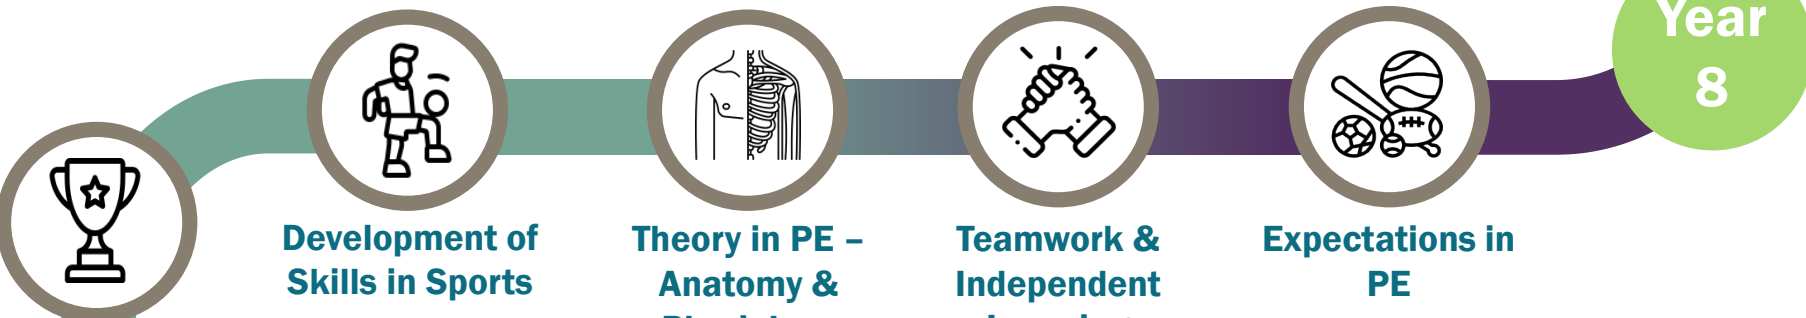 Year
8
Development of
Skills in Sports
Theory in PE –
Anatomy &
Teamwork &
Independent
Expectations in
PE